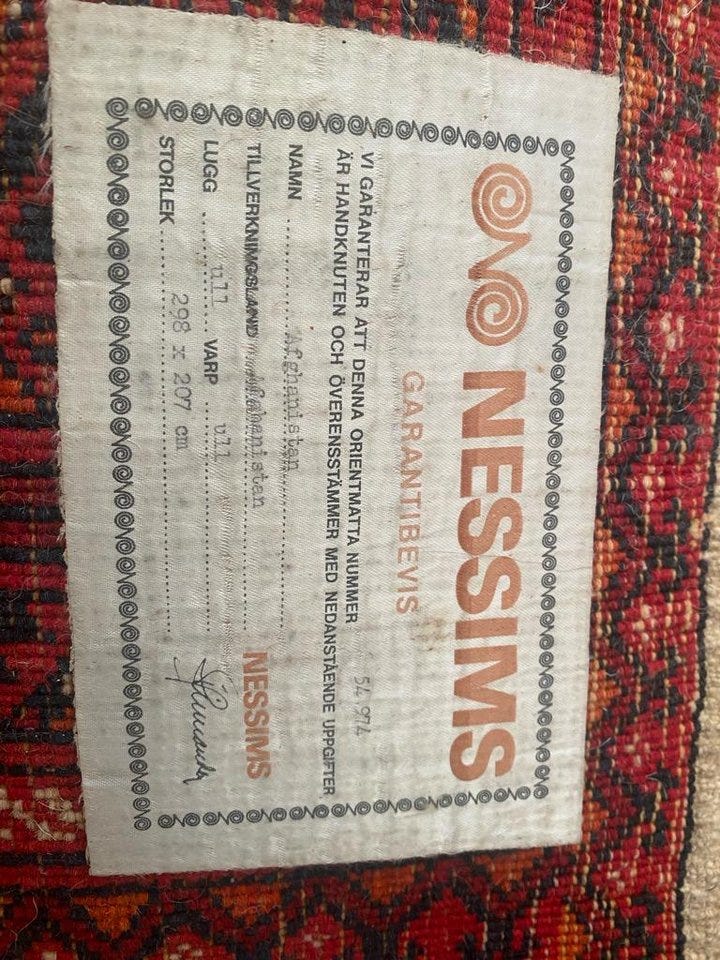 NESSIMS
GARANTIBEVIS
VI GARANTERAR ATT DENNA ORIENTMATTA NUMMER 54 974
ÄR HANDKNUTEN OCH ÖVERENSSTÄMMER MED NEDANSTÅENDE UPPGIFTER
NAMN Afghanistan
TILLVERKNINGSLAND Afghanistan
LUGG ull VARP ull
STORLEK 298 x 207 cm
NESSIMS